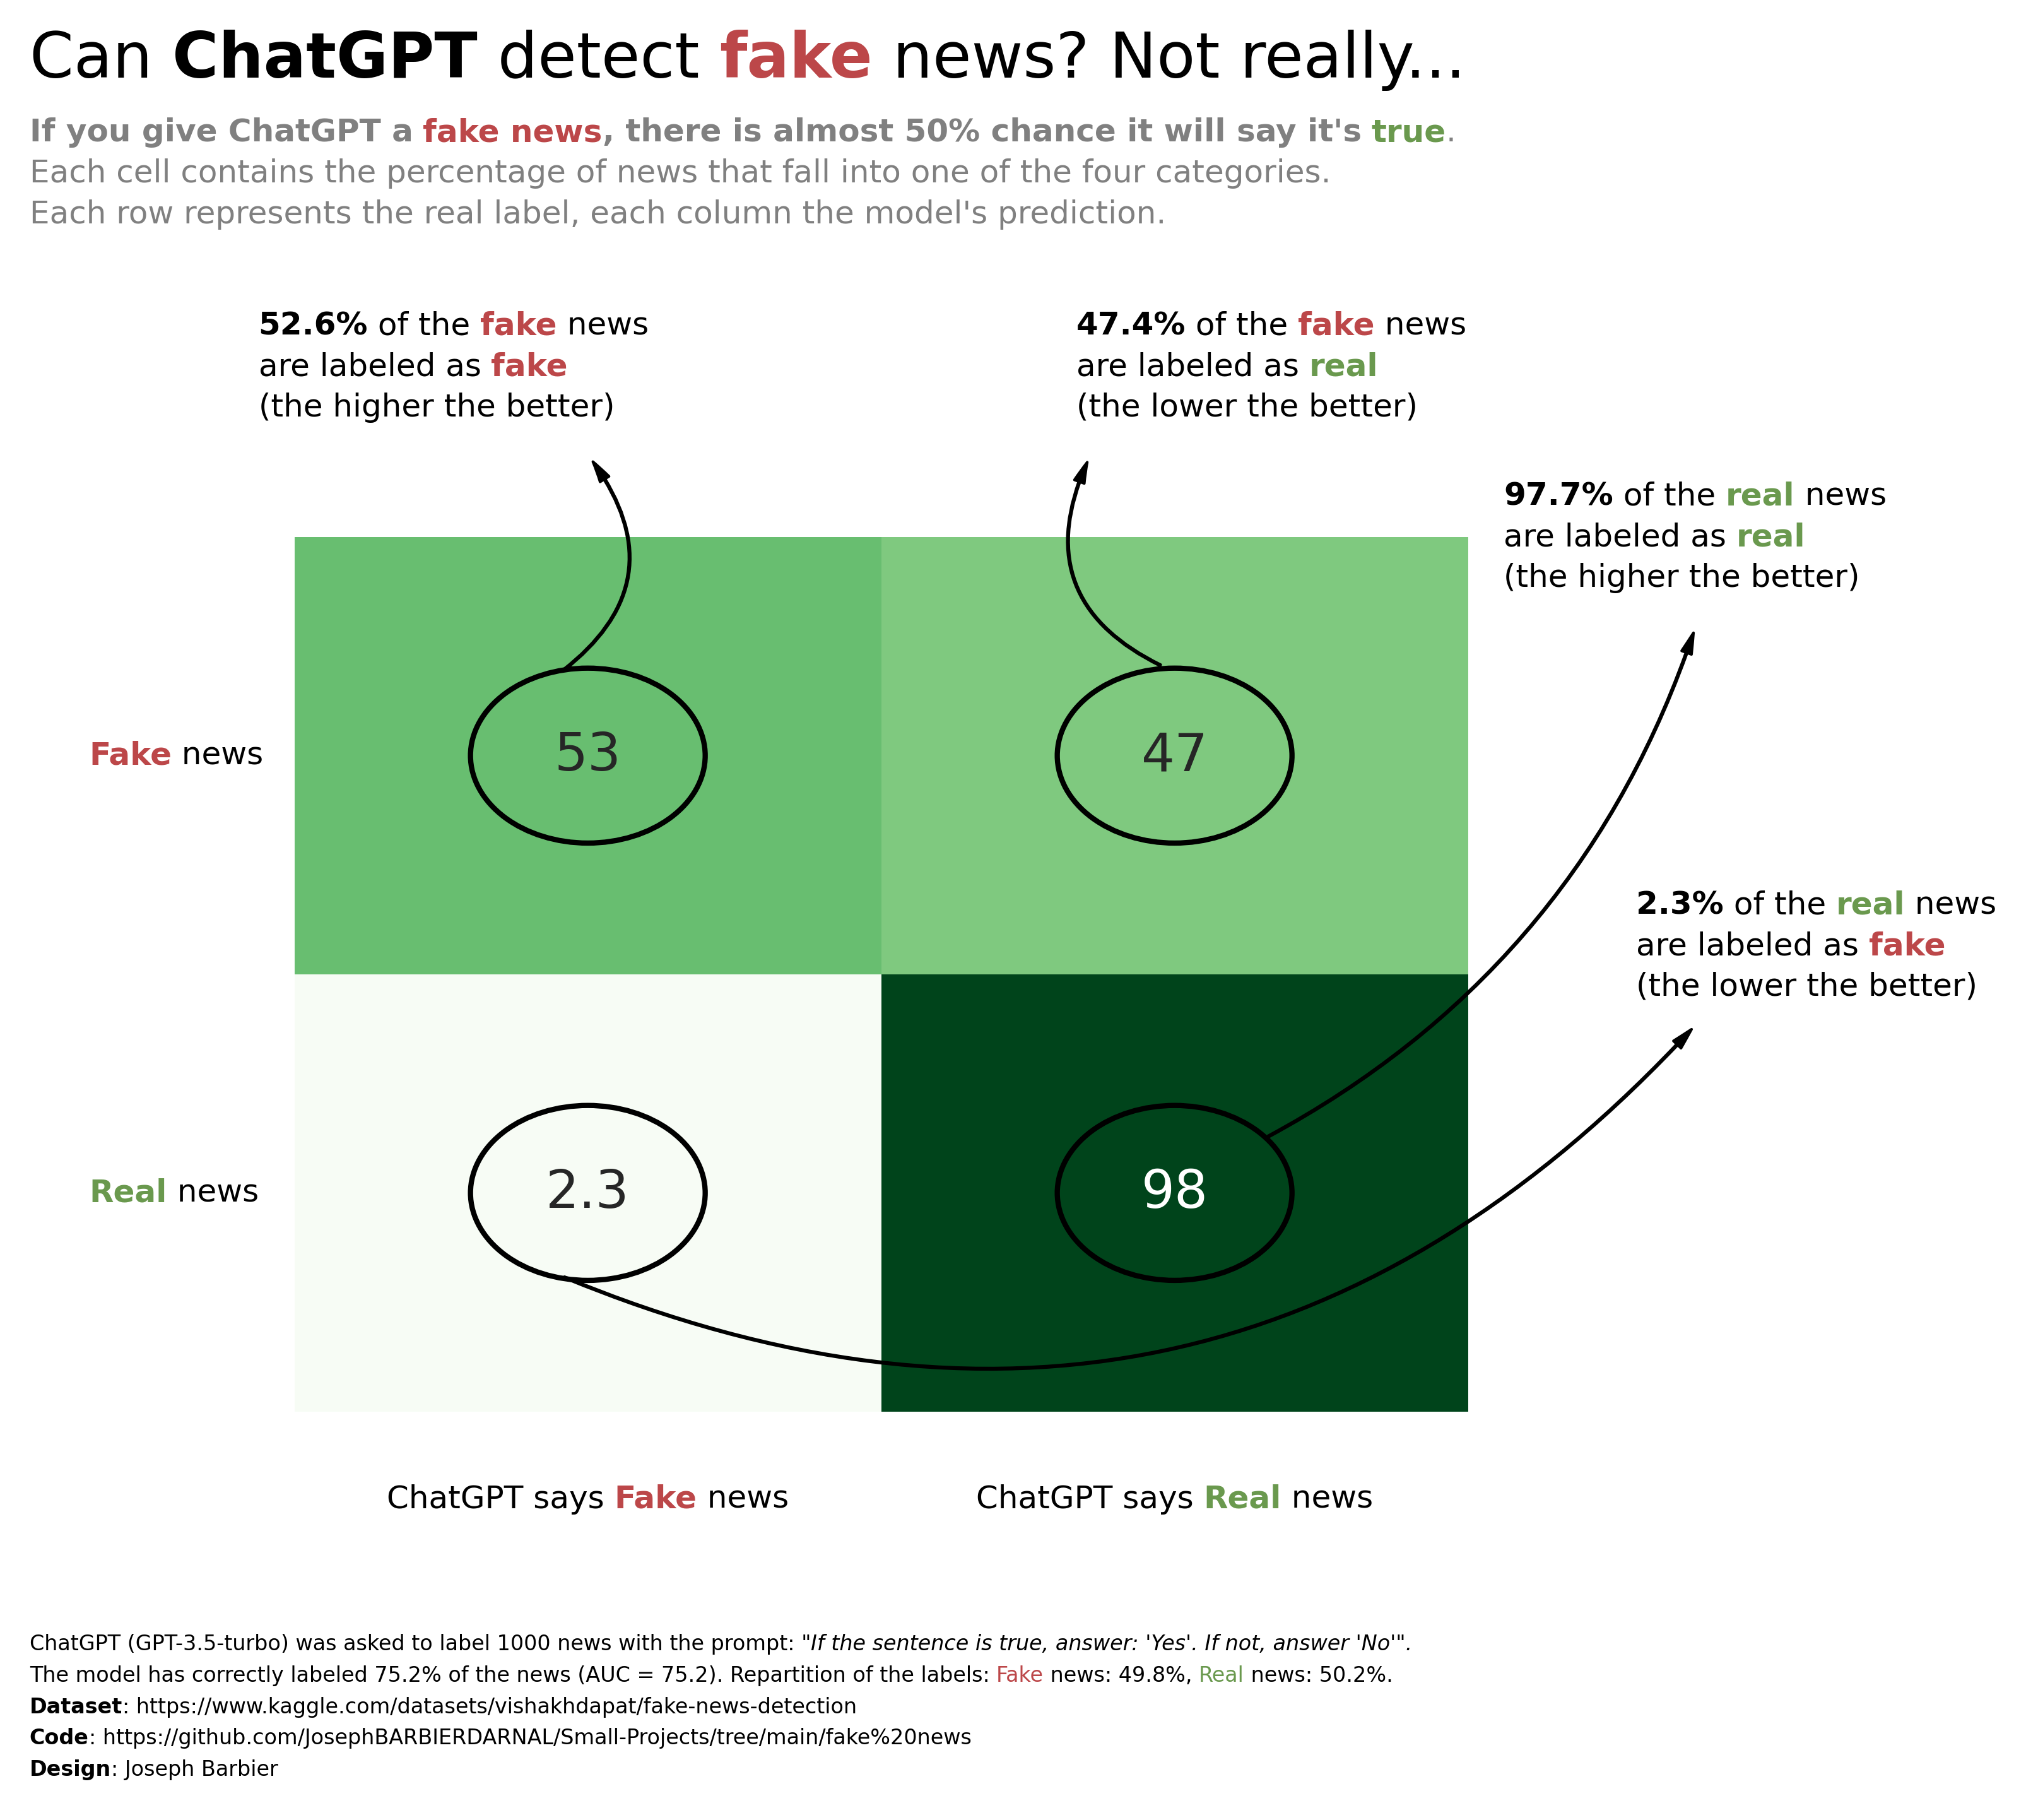 Can ChatGPT detect fake news? Not really...
If you give ChatGPT a fake news, there is almost 50% chance it will say it's true.
Each cell contains the percentage of news that fall into one of the four categories.
Each row represents the real label, each column the model's prediction.
52.6% of the fake news
are labeled as fake
(the higher the better)
47.4% of the fake news
are labeled as real
(the lower the better)
97.7% of the real news
are labeled as real
(the higher the better)
Fake news
53
47
2.3% of the real news
are labeled as fake
(the lower the better)
Real news
2.3
98
ChatGPT says Fake news
ChatGPT says Real news
ChatGPT (GPT-3.5-turbo) was asked to label 1000 news with the prompt: "If the sentence is true, answer: 'Yes'. If not, answer 'No'".
The model has correctly labeled 75.2% of the news (AUC = 75.2). Repartition of the labels: Fake news: 49.8%, Real news: 50.2%.
Dataset: https://www.kaggle.com/datasets/vishakhdapat/fake-news-detection
Code: https://github.com/JosephBARBIERDARNAL/Small-Projects/tree/main/fake%20news
Design: Joseph Barbier